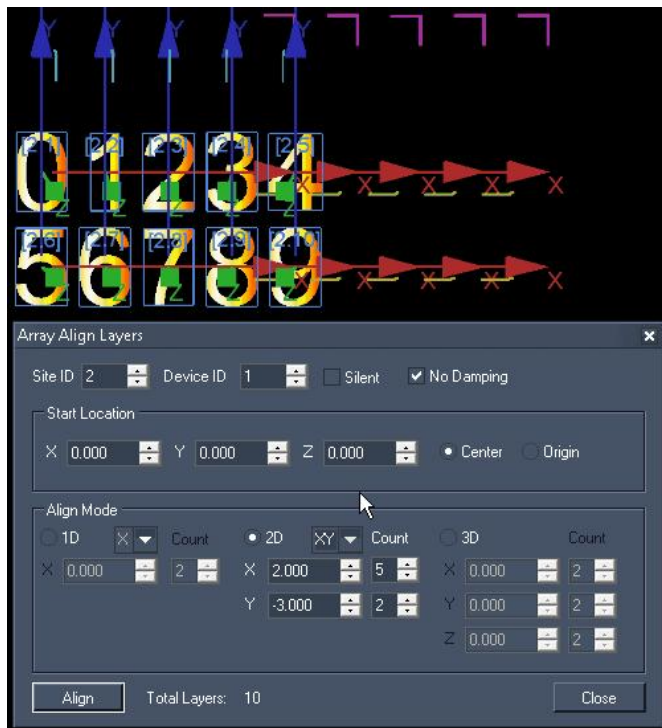 Y Y Y Y Y
0 1 2 3 4
[2:1] [2:2] [2:3] [2:4] [2:5]
X X X X X
Z Z Z Z Z
5 6 7 8 9
[2:6] [2:7] [2:8] [2:9] [2:10]
X X X X X
Z Z Z Z Z
Array Align Layers
Site ID 2 Device ID 1 Silent No Damping
Start Location
X 0.000 Y 0.000 Z 0.000 Center Origin
Align Mode
1D X Count 2D XY Count 3D Count
X 0.000 2 X 2.000 5 X 0.000 2
Y -3.000 2 Y 0.000 2
Z 0.000 2
Align Total Layers: 10 Close